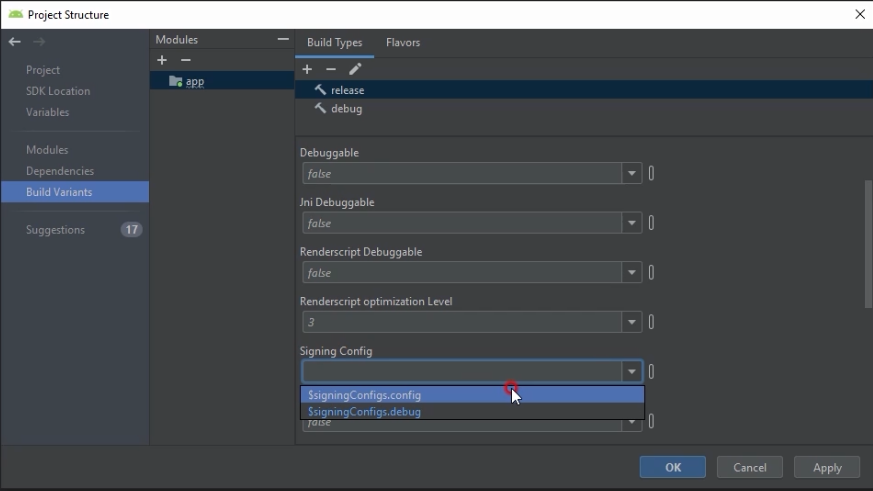 Project Structure
Project
SDK Location
Variables
Modules
Dependencies
Build Variants
Suggestions 17
Modules
app
Build Types Flavors
release
debug
Debuggable
false
Jni Debuggable
false
Renderscript Debuggable
false
Renderscript optimization Level
3
Signing Config
$signingConfigs.config
$signingConfigs.debug
false
OK Cancel Apply